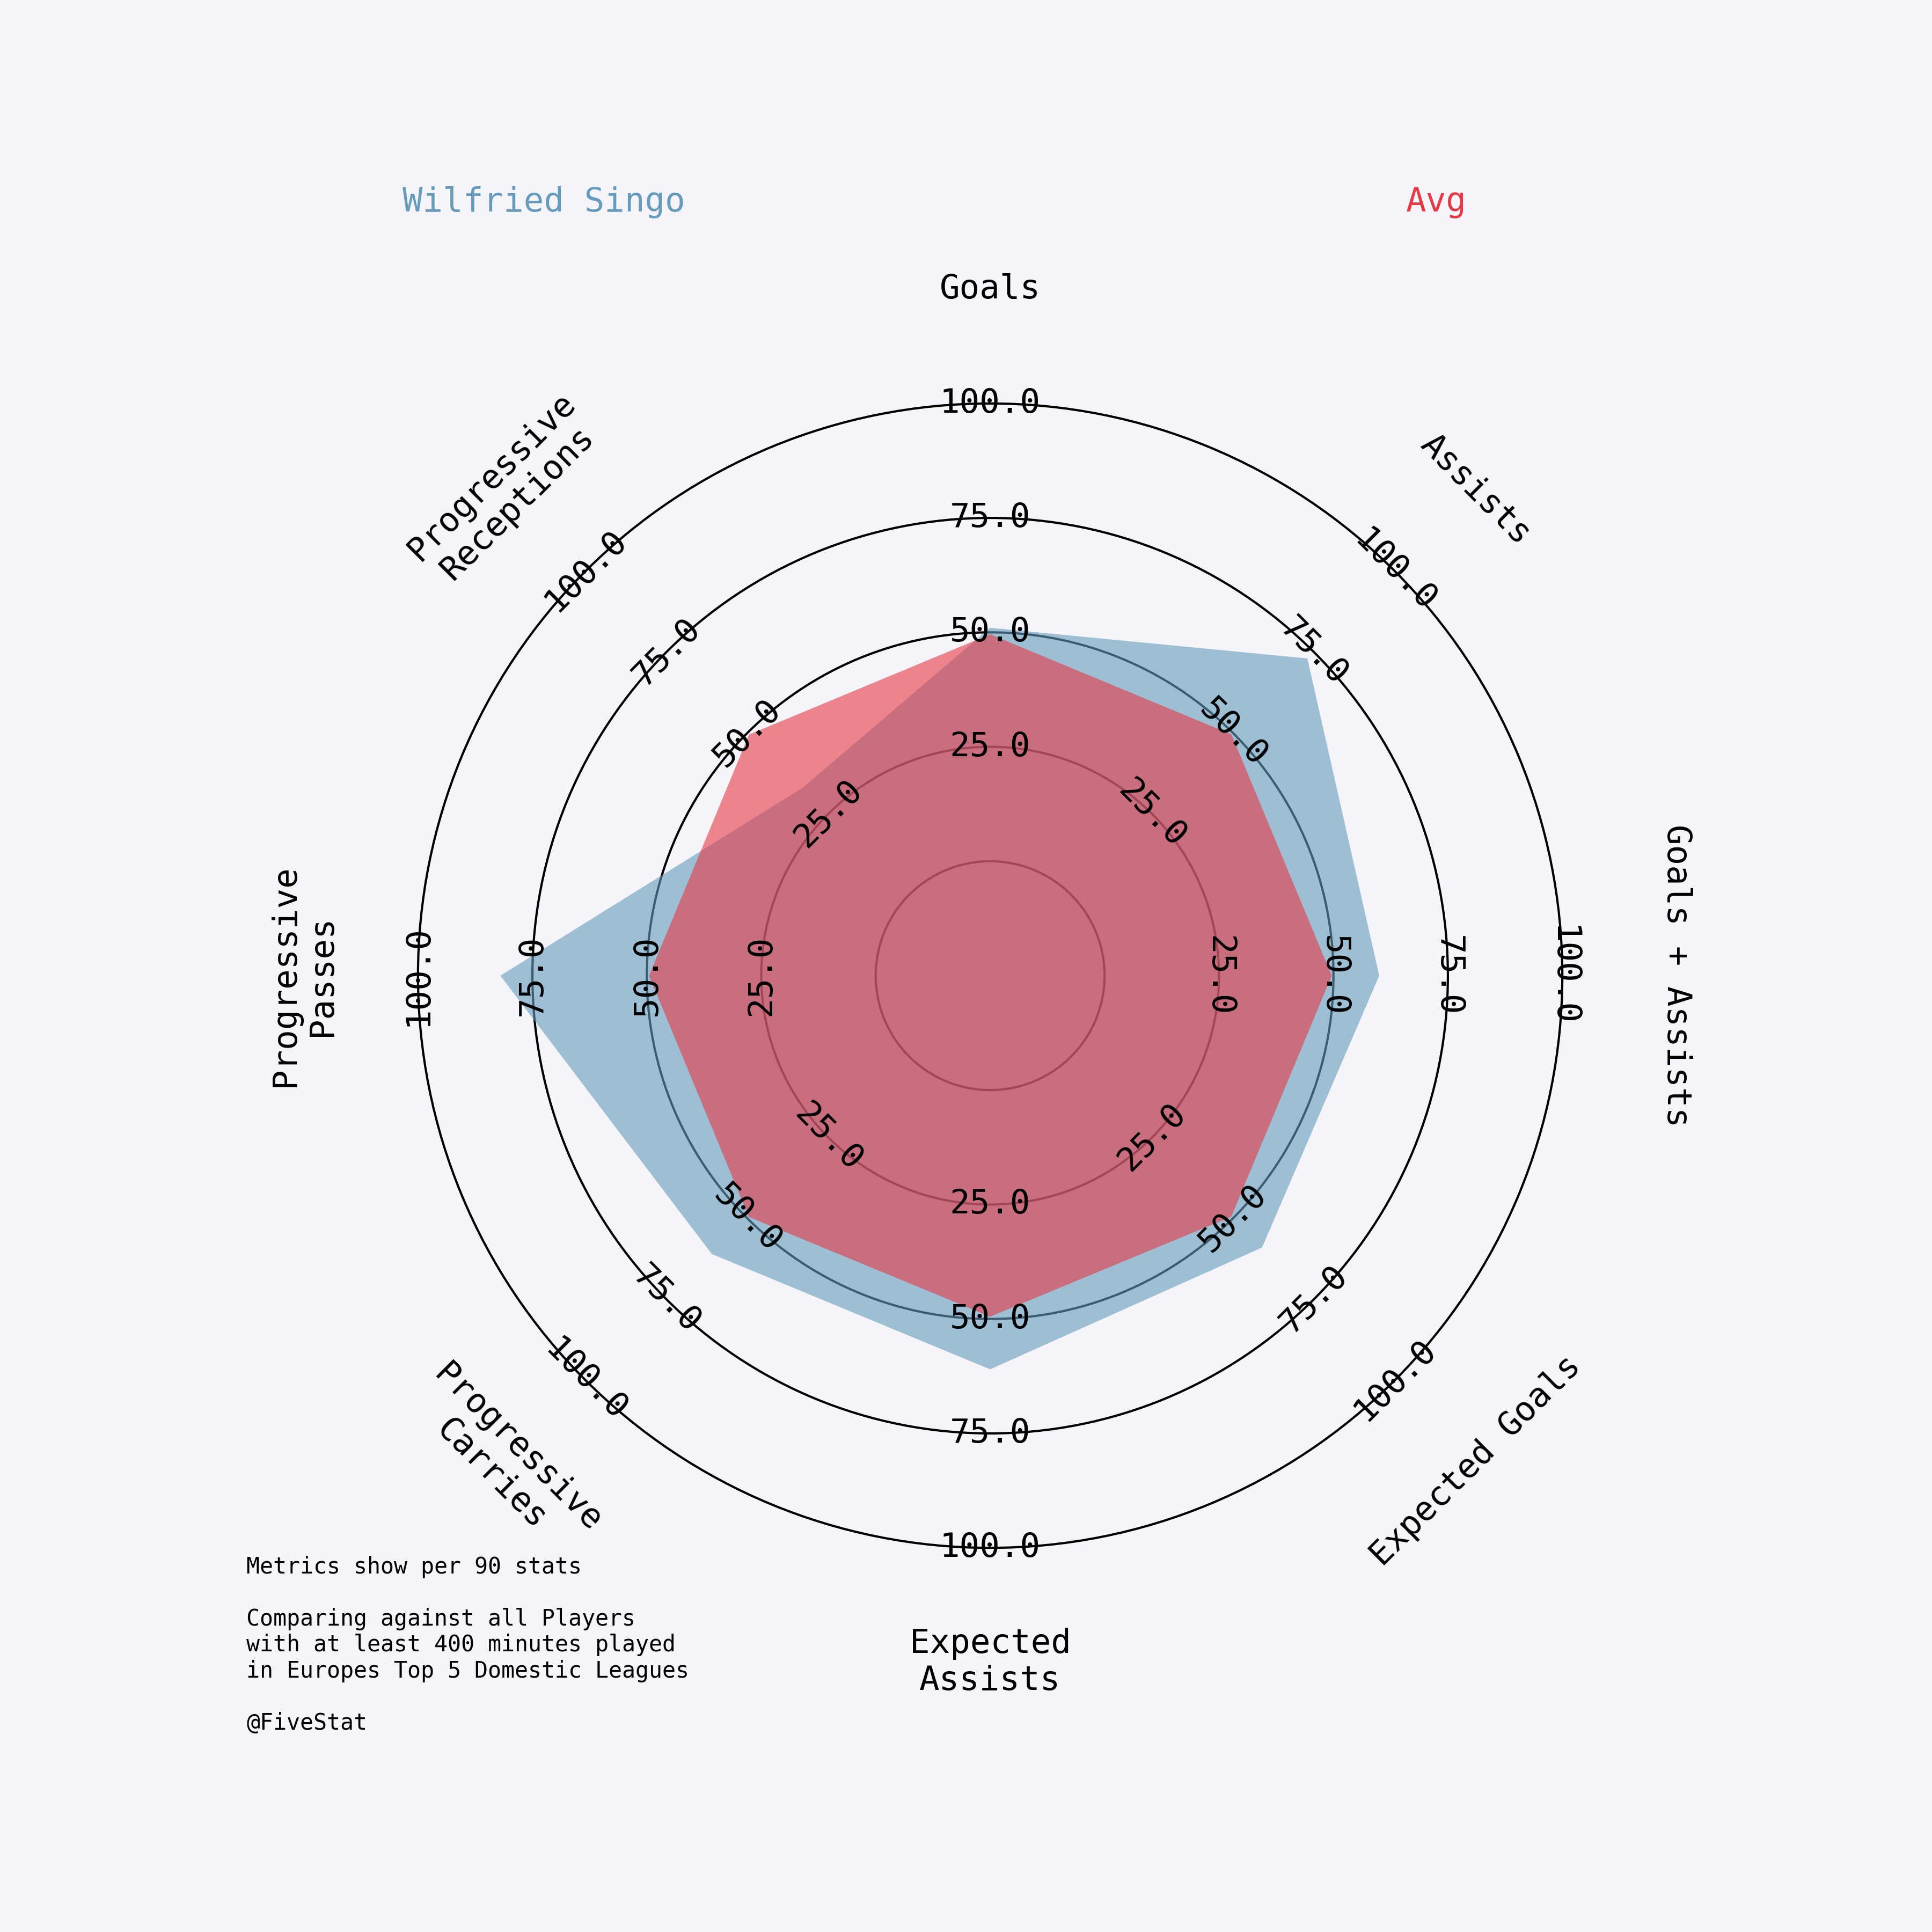 Wilfried Singo
Avg
Goals
Assists
Goals + Assists
Expected Goals
Expected
Assists
Progressive
Carries
Progressive
Passes
Progressive
Receptions
25.0
50.0
75.0
100.0
25.0
50.0
75.0
100.0
25.0
50.0
75.0
100.0
25.0
50.0
75.0
100.0
25.0
50.0
75.0
100.0
25.0
50.0
75.0
100.0
25.0
50.0
75.0
100.0
25.0
50.0
75.0
100.0
Metrics show per 90 stats
Comparing against all Players
with at least 400 minutes played
in Europes Top 5 Domestic Leagues
@FiveStat